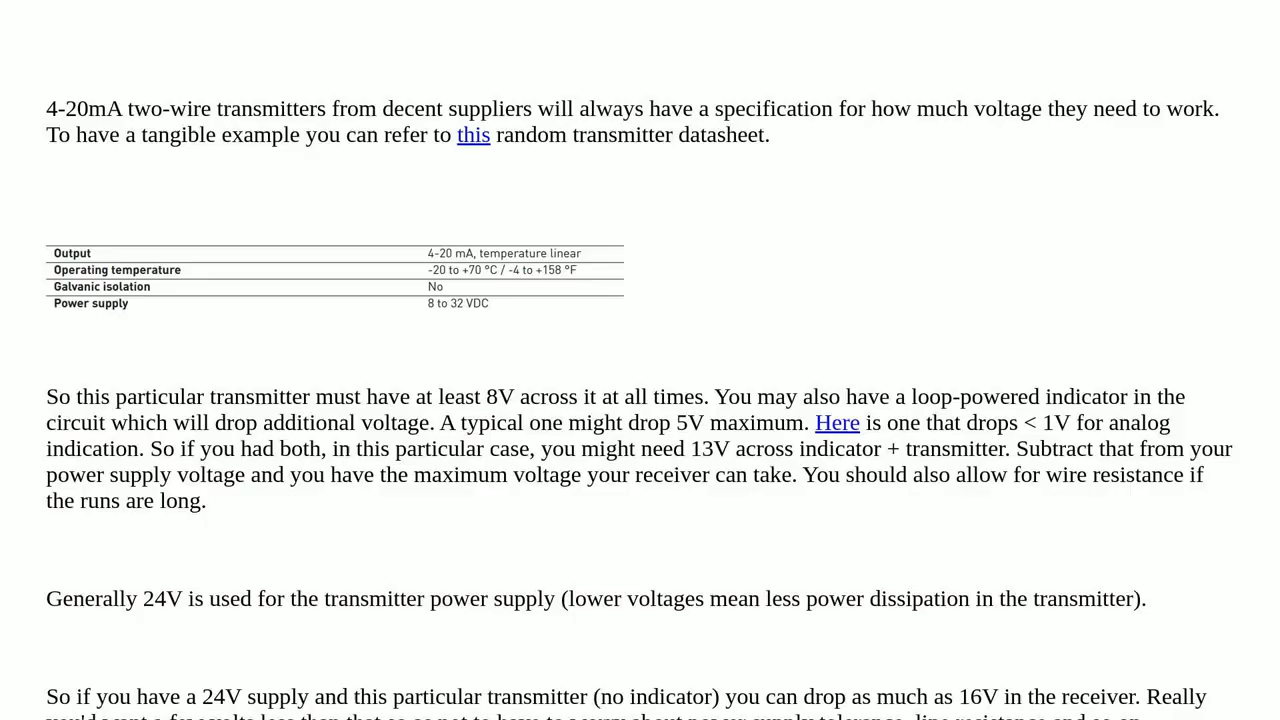 4-20mA two-wire transmitters from decent suppliers will always have a specification for how much voltage they need to work.
To have a tangible example you can refer to this random transmitter datasheet.
Output 4-20 mA, temperature linear
Operating temperature -20 to +70 °C / -4 to +158 °F
Galvanic isolation No
Power supply 8 to 32 VDC
So this particular transmitter must have at least 8V across it at all times. You may also have a loop-powered indicator in the
circuit which will drop additional voltage. A typical one might drop 5V maximum. Here is one that drops < 1V for analog
indication. So if you had both, in this particular case, you might need 13V across indicator + transmitter. Subtract that from your
power supply voltage and you have the maximum voltage your receiver can take. You should also allow for wire resistance if
the runs are long.
Generally 24V is used for the transmitter power supply (lower voltages mean less power dissipation in the transmitter).
So if you have a 24V supply and this particular transmitter (no indicator) you can drop as much as 16V in the receiver. Really